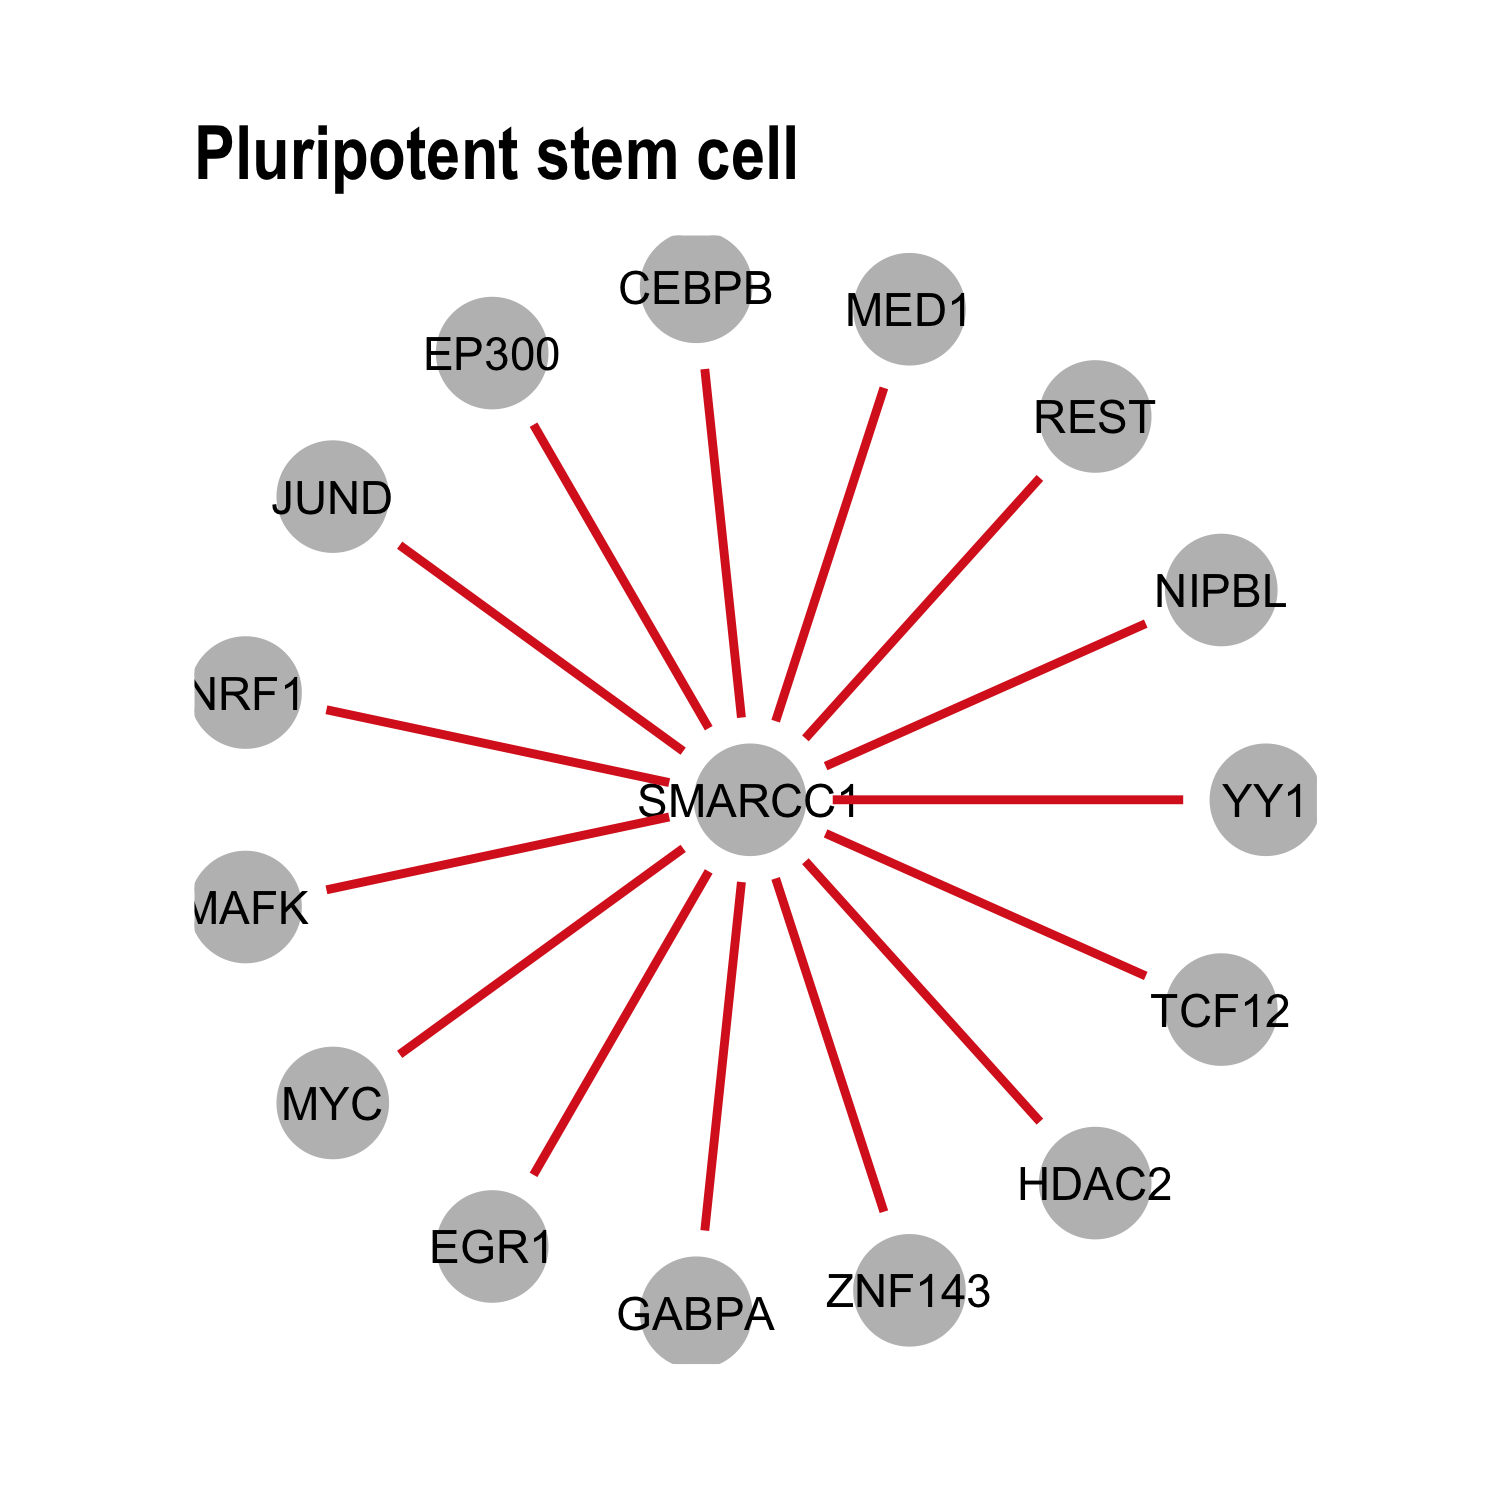 Pluripotent stem cell
CEBPB
MED1
EP300
REST
JUND
NIPBL
NRF1
SMARCC1
YY1
MAFK
TCF12
MYC
HDAC2
EGR1
ZNF143
GABPA